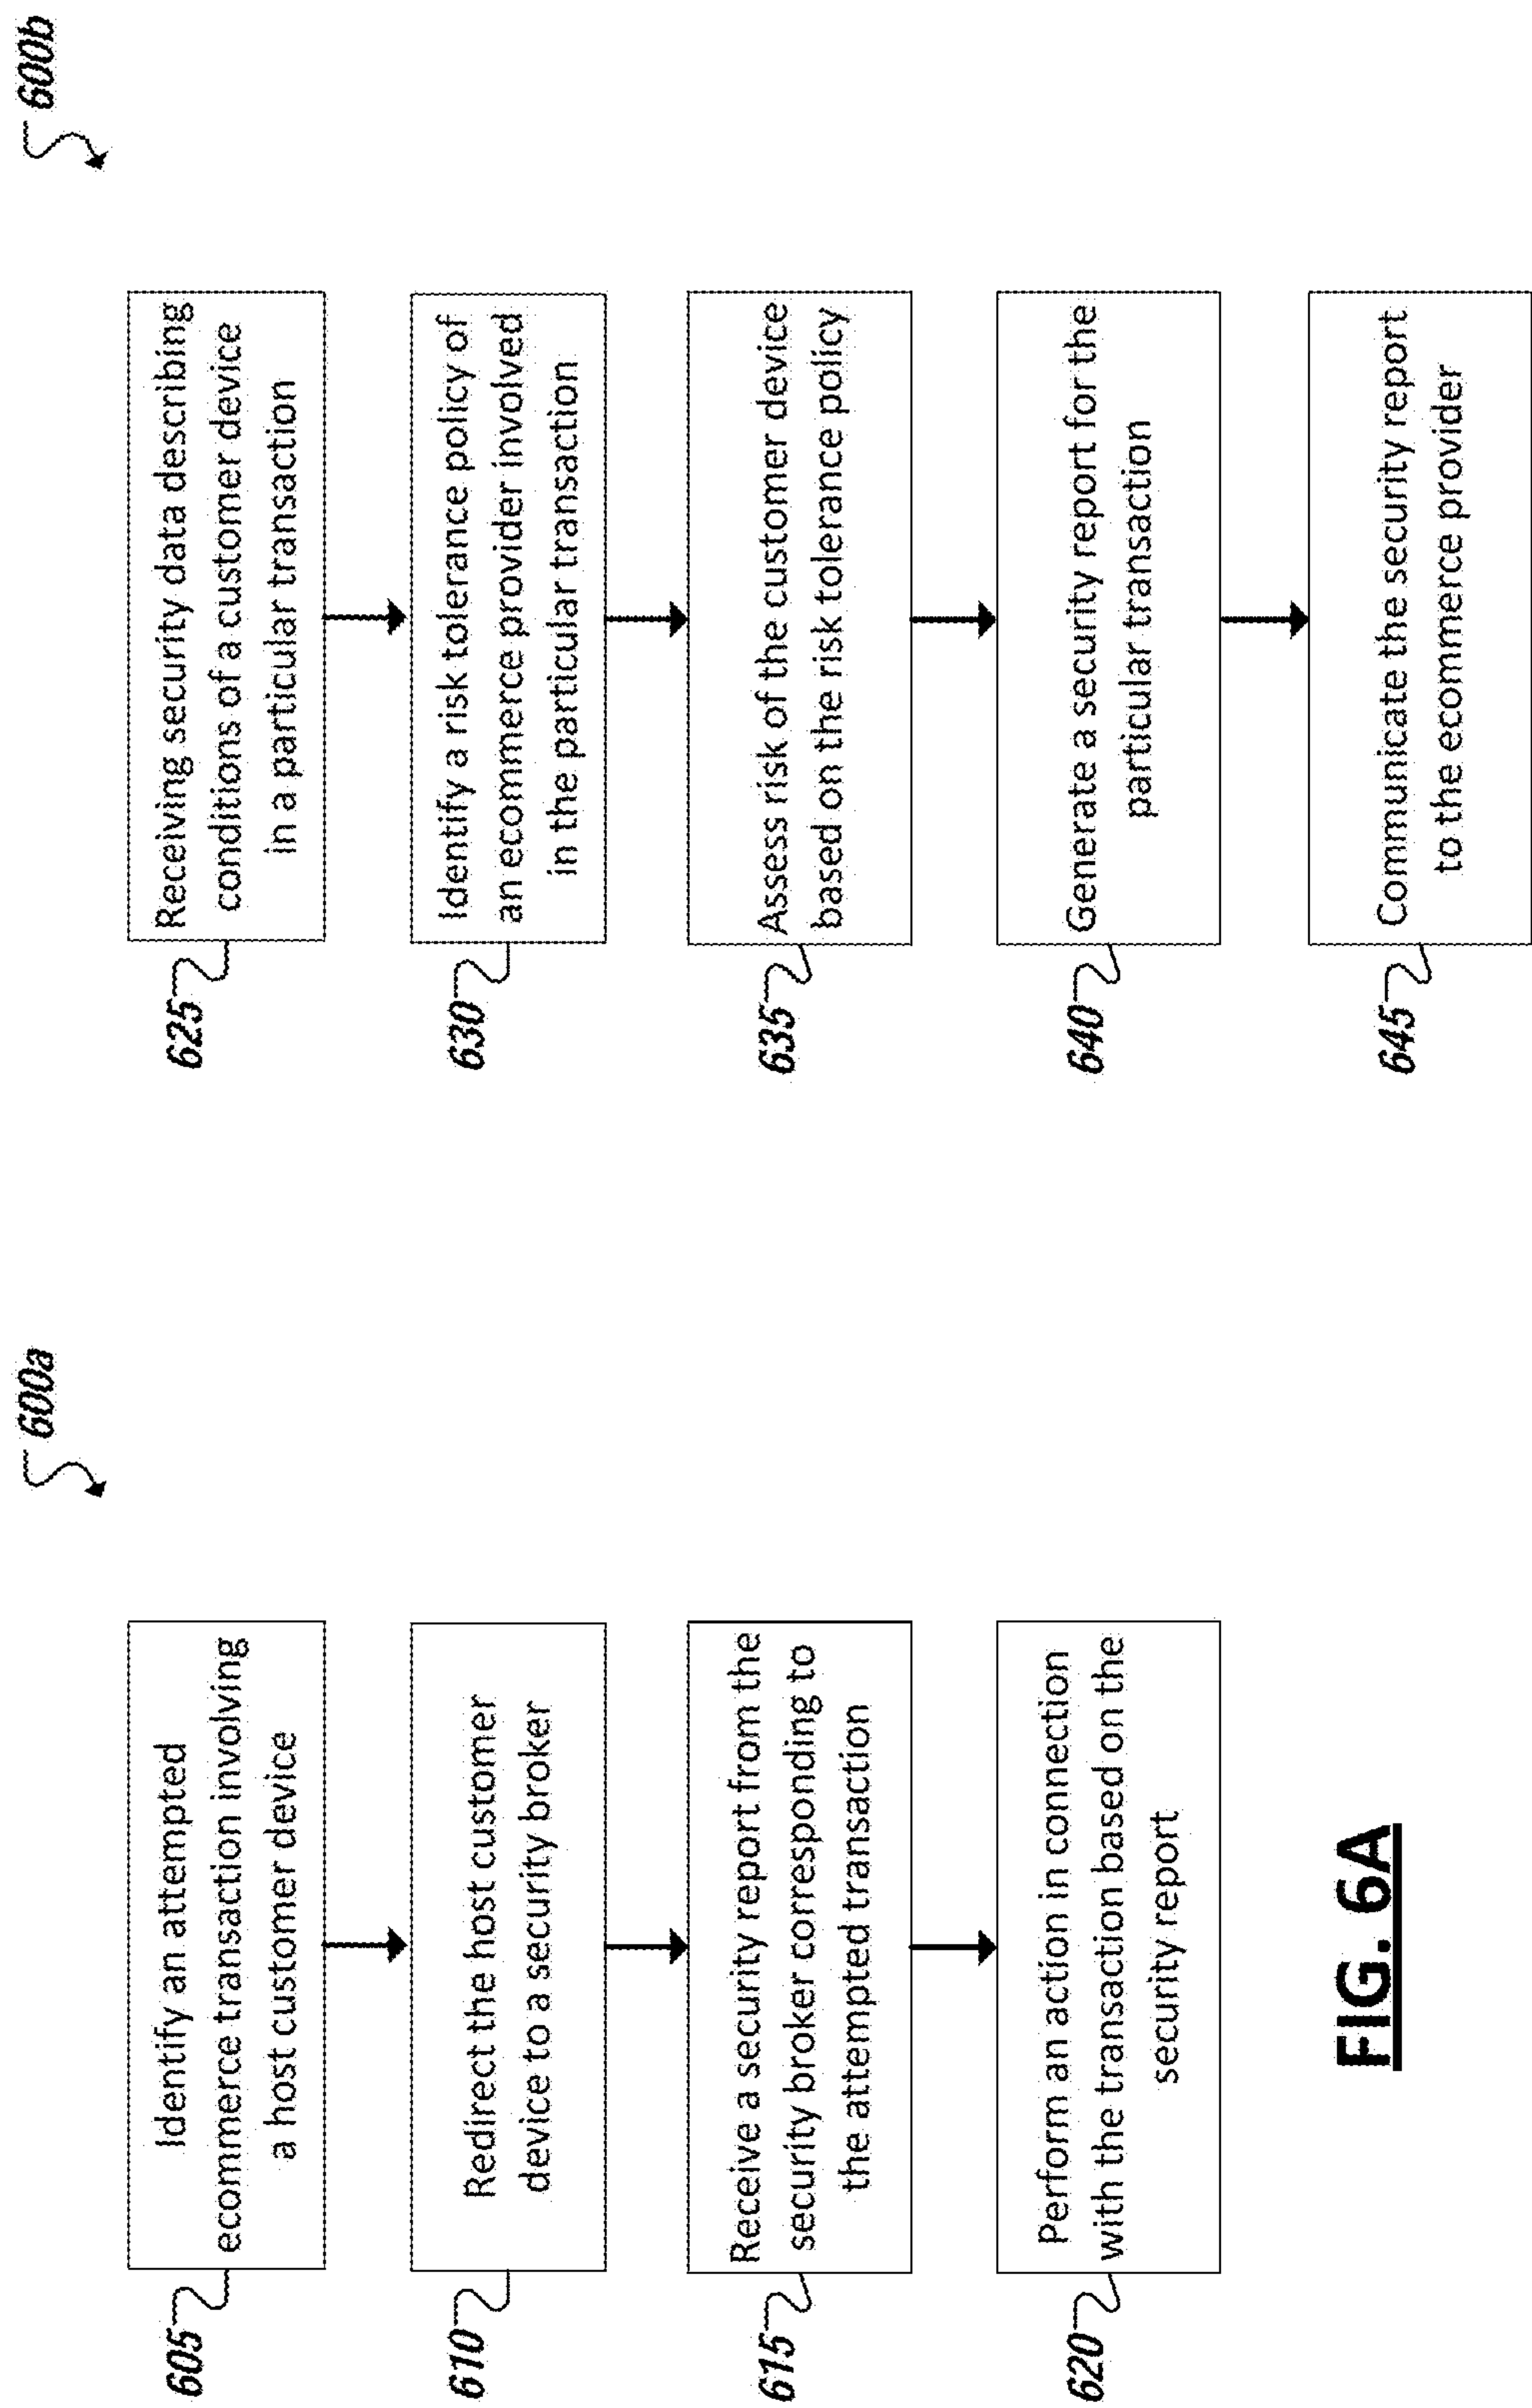 600a
605
Identify an attempted
ecommerce transaction involving
a host customer device
610
Redirect the host customer
device to a security broker
615
Receive a security report from the
security broker corresponding to
the attempted transaction
620
Perform an action in connection
with the transaction based on the
security report
FIG. 6A
600b
625
Receiving security data describing
conditions of a customer device
in a particular transaction
630
Identify a risk tolerance policy of
an ecommerce provider involved
in the particular transaction
635
Assess risk of the customer device
based on the risk tolerance policy
640
Generate a security report for the
particular transaction
645
Communicate the security report
to the ecommerce provider